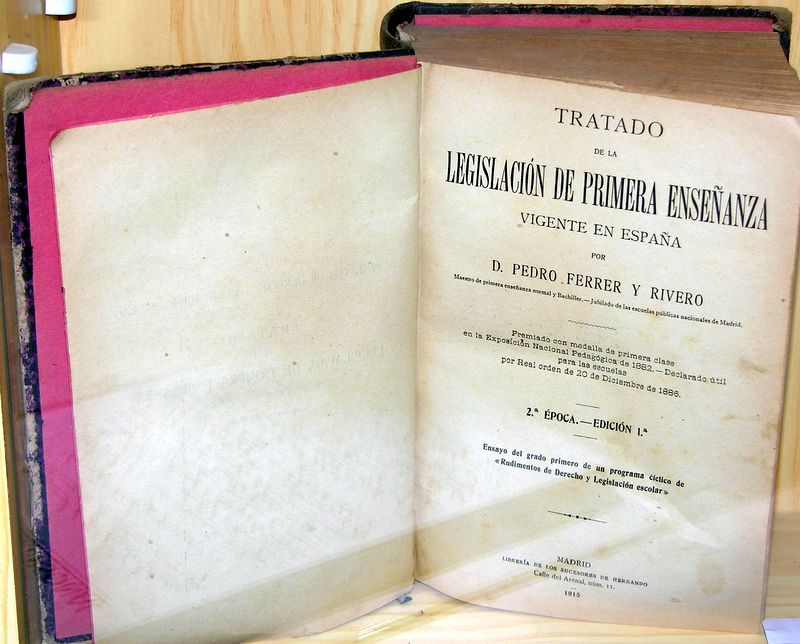 TRATADO
DE LA
LEGISLACIÓN DE PRIMERA ENSEÑANZA
VIGENTE EN ESPAÑA
POR
D. PEDRO FERRER Y RIVERO
Maestro de primera enseñanza normal y Bachiller.—Jubilado de las escuelas públicas nacionales de Madrid.
Premiado con medalla de primera clase
en la Exposición Nacional Pedagógica de 1882.—Declarado útil
para las escuelas
por Real orden de 20 de Diciembre de 1886.
2.ª ÉPOCA.—EDICIÓN 1.ª
Ensayo del grado primero de un programa cíclico de
«Rudimentos de Derecho y Legislación escolar»
MADRID
LIBRERÍA DE LOS SUCESORES DE HERNANDO
Calle del Arenal, núm. 11.
1915